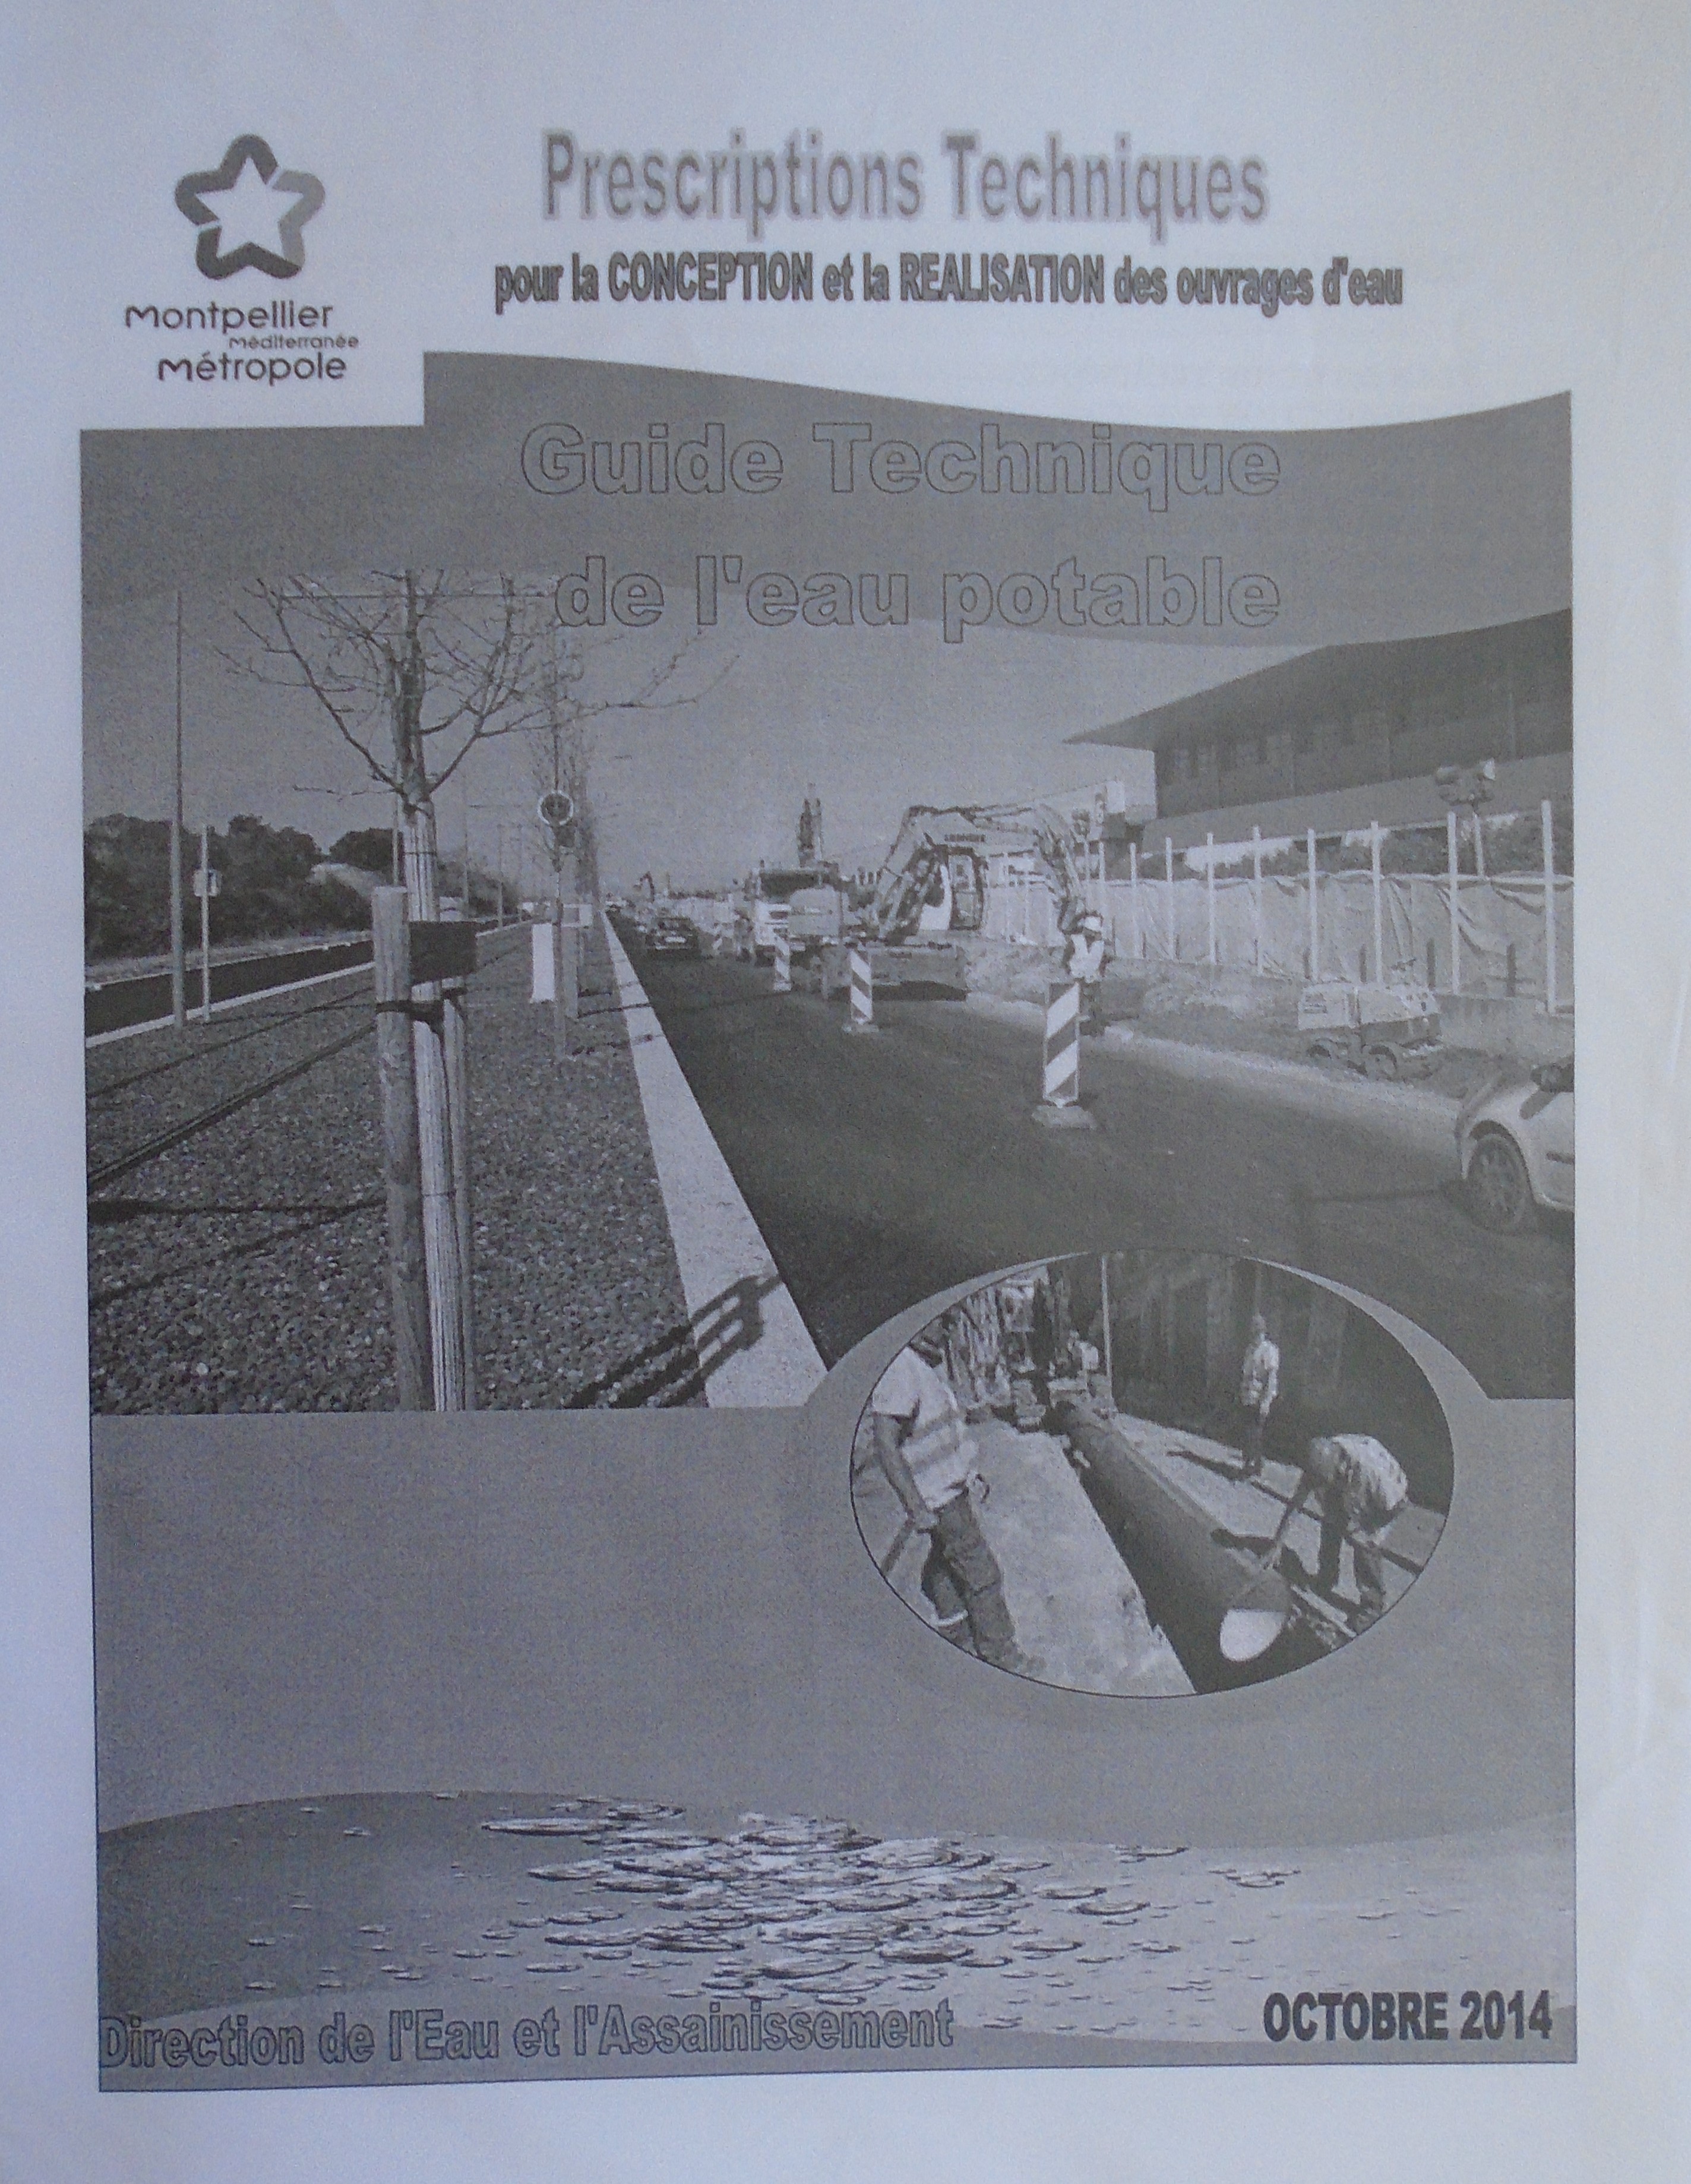 Prescriptions Techniques
pour la CONCEPTION et la REALISATION des ouvrages d'eau
montpellier
méditerranée
métropole
Guide Technique
de l'eau potable
Direction de l'Eau et l'Assainissement
OCTOBRE 2014